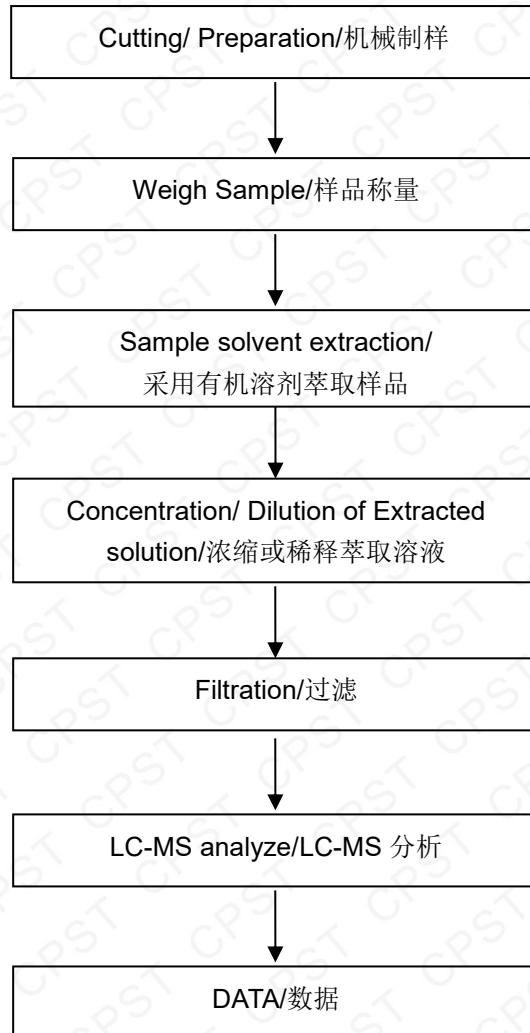 Cutting/ Preparation/机械制样
Weigh Sample/样品称量
Sample solvent extraction/
采用有机溶剂萃取样品
Concentration/ Dilution of Extracted
solution/浓缩或稀释萃取溶液
Filtration/过滤
LC-MS analyze/LC-MS 分析
DATA/数据